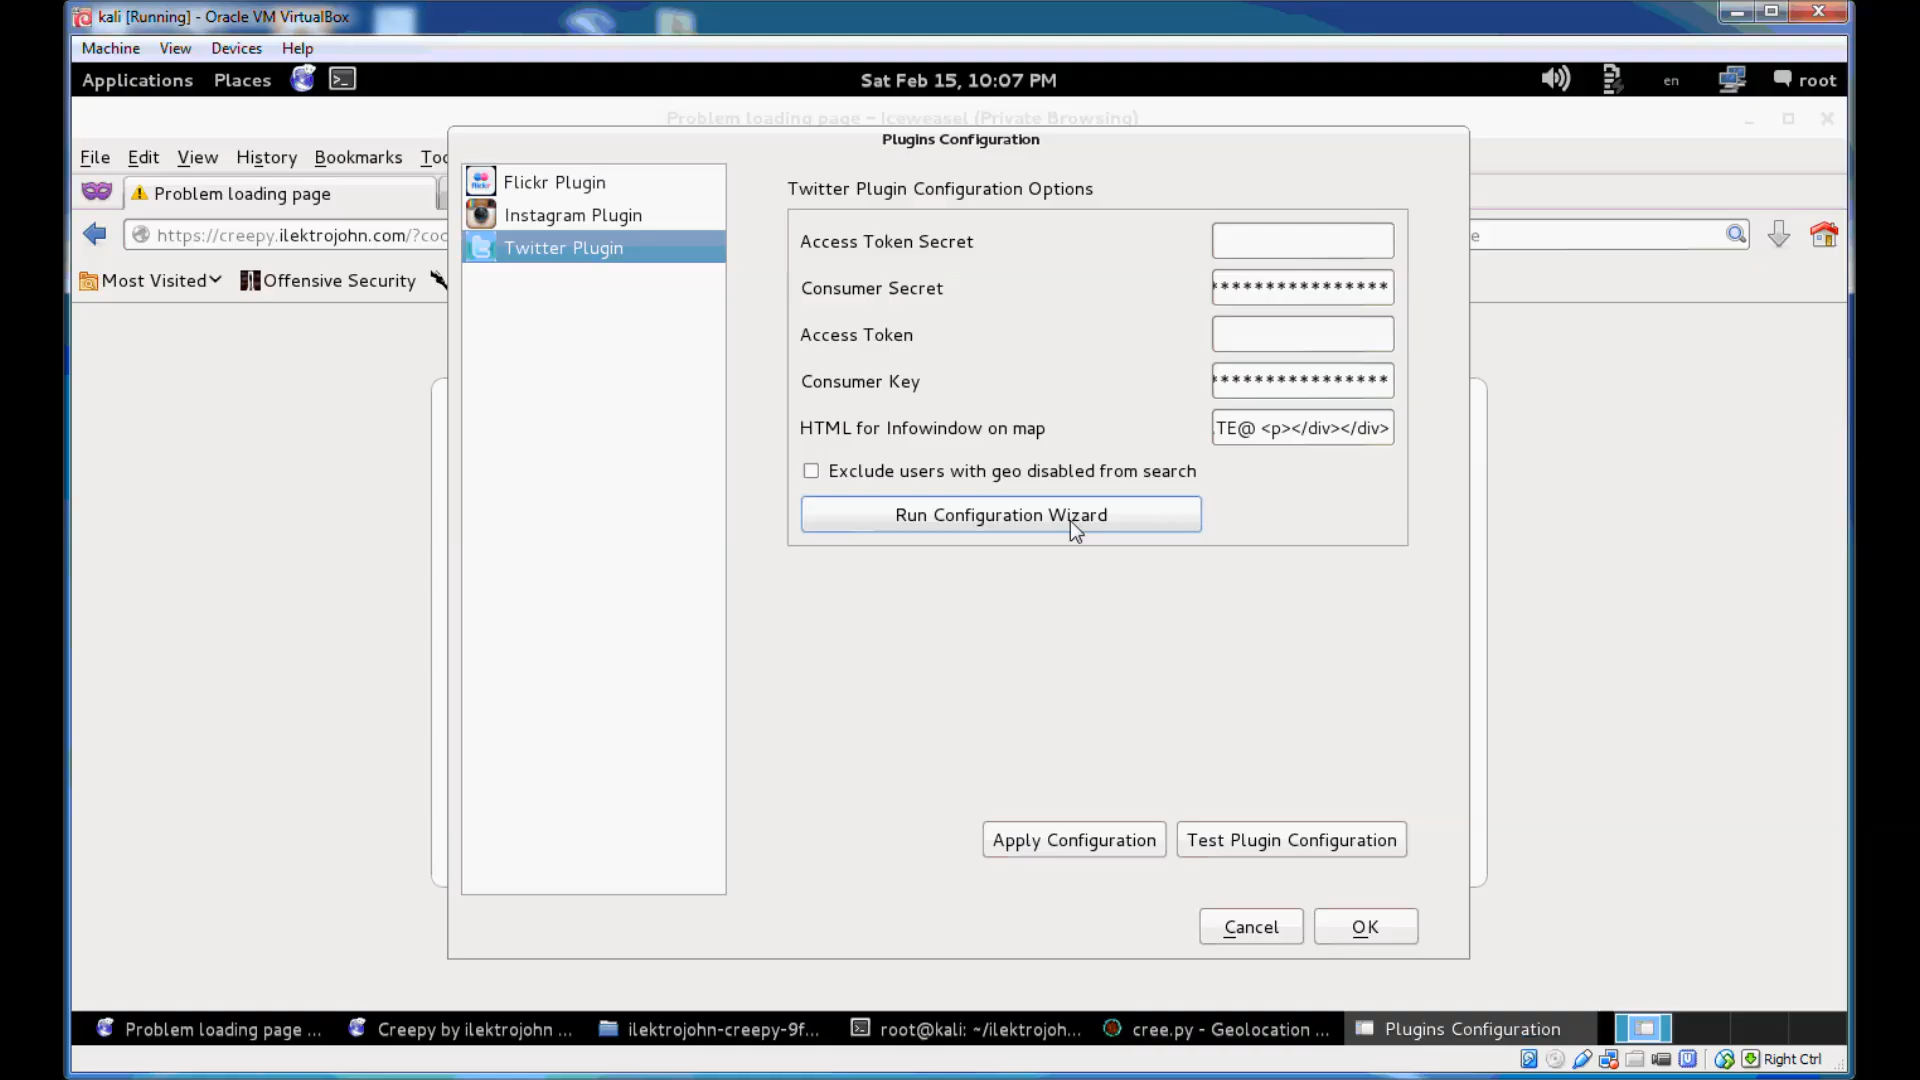 kali [Running] - Oracle VM VirtualBox
Machine View Devices Help
Applications Places Sat Feb 15, 10:07 PM en root
Problem loading page - Iceweasel (Private Browsing)
Plugins Configuration
File Edit View History Bookmarks Too
Problem loading page
https://creepy.ilektrojohn.com/?coc e
Most Visited Offensive Security
Flickr Plugin
Instagram Plugin
Twitter Plugin
Twitter Plugin Configuration Options
Access Token Secret
Consumer Secret ***************
Access Token
Consumer Key ***************
HTML for Infowindow on map TE@ <p></div></div>
Exclude users with geo disabled from search
Run Configuration Wizard
Apply Configuration Test Plugin Configuration
Cancel OK
Problem loading page ... Creepy by ilektrojohn ... ilektrojohn-creepy-9f... root@kali: ~/ilektrojoh... cree.py - Geolocation ... Plugins Configuration
Right Ctrl